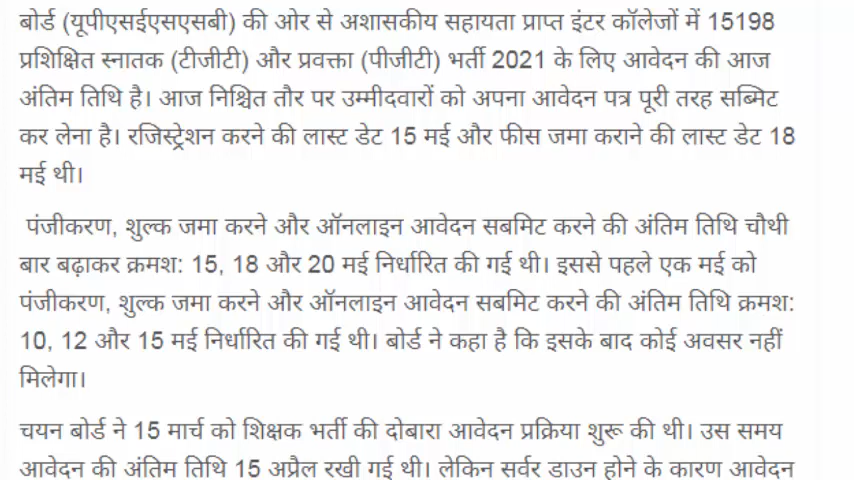 बोर्ड (यूपीएसईएसएसबी) की ओर से अशासकीय सहायता प्राप्त इंटर कॉलेजों में 15198
प्रशिक्षित स्नातक (टीजीटी) और प्रवक्ता (पीजीटी) भर्ती 2021 के लिए आवेदन की आज
अंतिम तिथि है। आज निश्चित तौर पर उम्मीदवारों को अपना आवेदन पत्र पूरी तरह सब्मिट
कर लेना है। रजिस्ट्रेशन करने की लास्ट डेट 15 मई और फीस जमा कराने की लास्ट डेट 18
मई थी।
पंजीकरण, शुल्क जमा करने और ऑनलाइन आवेदन सबमिट करने की अंतिम तिथि चौथी
बार बढ़ाकर क्रमश: 15, 18 और 20 मई निर्धारित की गई थी। इससे पहले एक मई को
पंजीकरण, शुल्क जमा करने और ऑनलाइन आवेदन सबमिट करने की अंतिम तिथि क्रमश:
10, 12 और 15 मई निर्धारित की गई थी। बोर्ड ने कहा है कि इसके बाद कोई अवसर नहीं
मिलेगा।
चयन बोर्ड ने 15 मार्च को शिक्षक भर्ती की दोबारा आवेदन प्रक्रिया शुरू की थी। उस समय
आवेदन की अंतिम तिथि 15 अप्रैल रखी गई थी। लेकिन सर्वर डाउन होने के कारण आवेदन